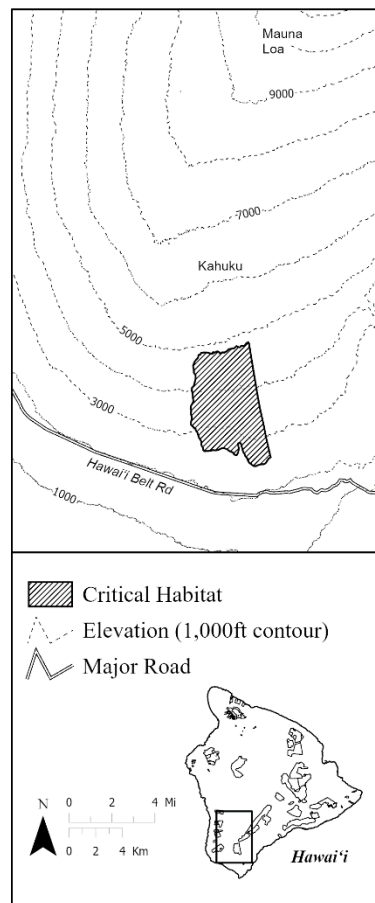 Mauna
Loa
9000
7000
Kahuku
5000
3000
Hawai‘i Belt Rd
1000
Critical Habitat
Elevation (1,000ft contour)
Major Road
N
0 2 4 Mi
0 2 4 Km
Hawai‘i